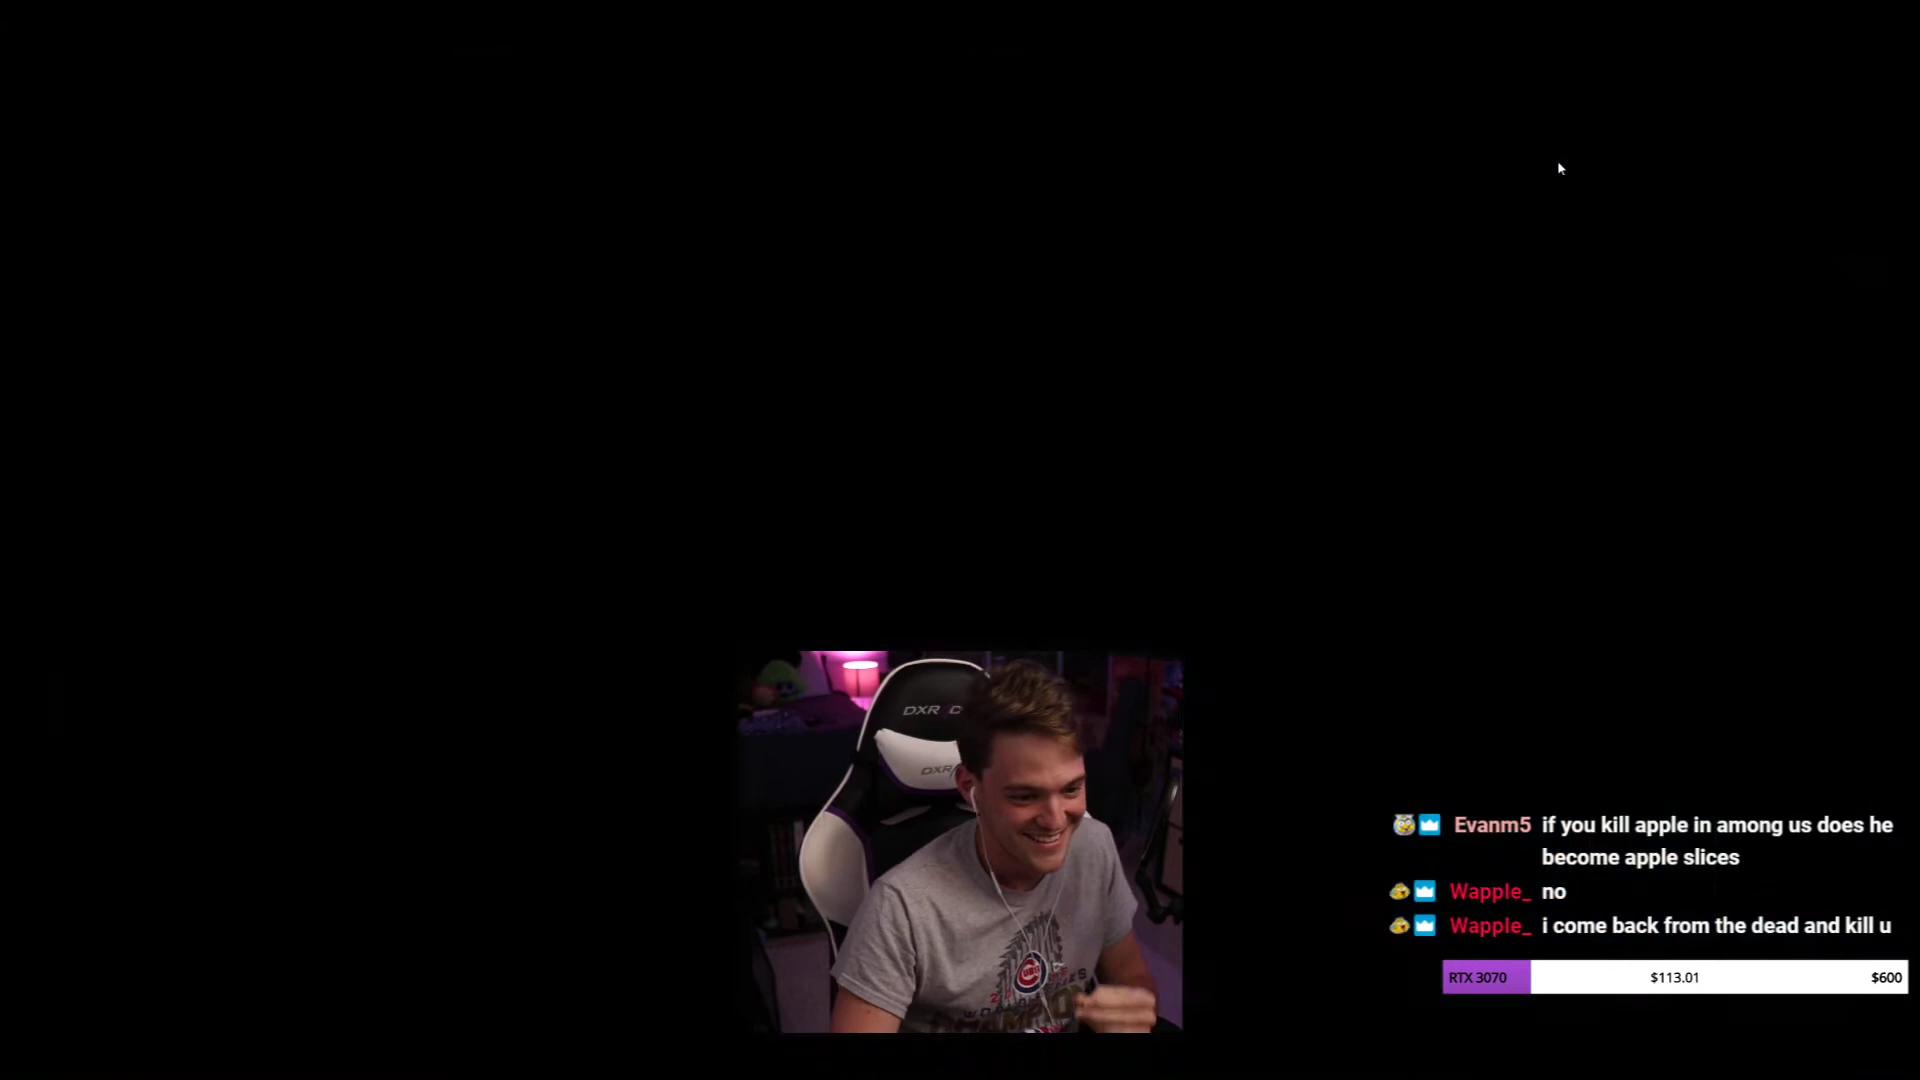 DXR
DXR
CUBS
Evanm5 if you kill apple in among us does he
become apple slices
Wapple_ no
Wapple_ i come back from the dead and kill u
RTX 3070 $113.01 $600